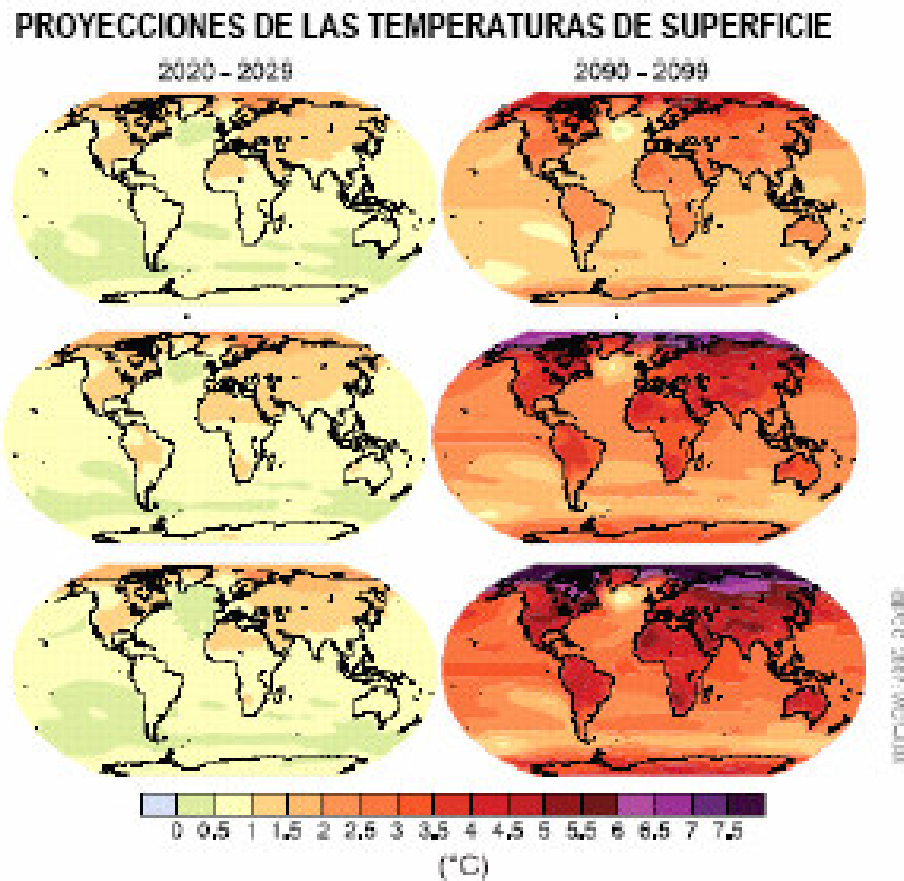 PROYECCIONES DE LAS TEMPERATURAS DE SUPERFICIE
2020 - 2029
2090 - 2099
0 0.5 1 1.5 2 2.5 3 3.5 4 4.5 5 5.5 6 6.5 7 7.5
(°C)